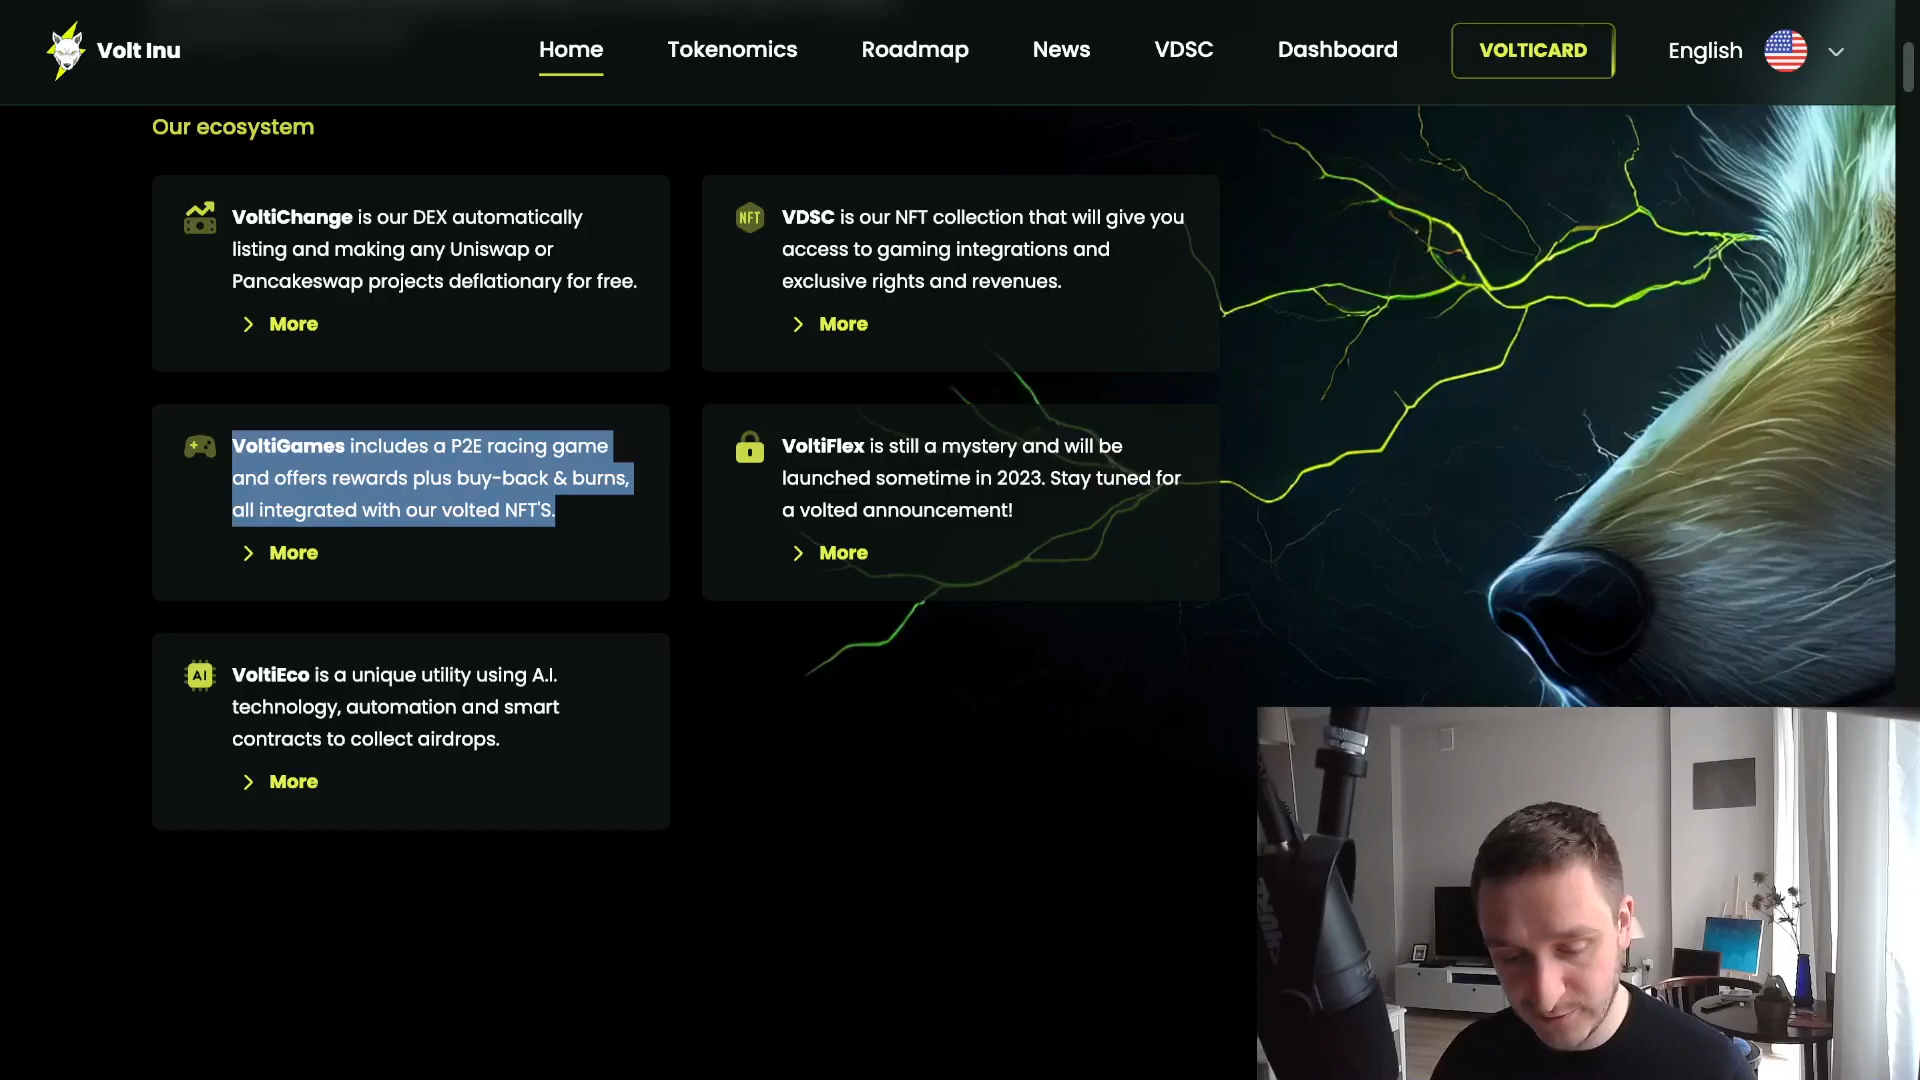 Volt Inu
Home
Tokenomics
Roadmap
News
VDSC
Dashboard
VOLTICARD
English
Our ecosystem
VoltiChange is our DEX automatically
listing and making any Uniswap or
Pancakeswap projects deflationary for free.
More
NFT
VDSC is our NFT collection that will give you
access to gaming integrations and
exclusive rights and revenues.
More
VoltiGames includes a P2E racing game
and offers rewards plus buy-back & burns,
all integrated with our volted NFT'S.
More
VoltiFlex is still a mystery and will be
launched sometime in 2023. Stay tuned for
a volted announcement!
More
AI
VoltiEco is a unique utility using A.I.
technology, automation and smart
contracts to collect airdrops.
More